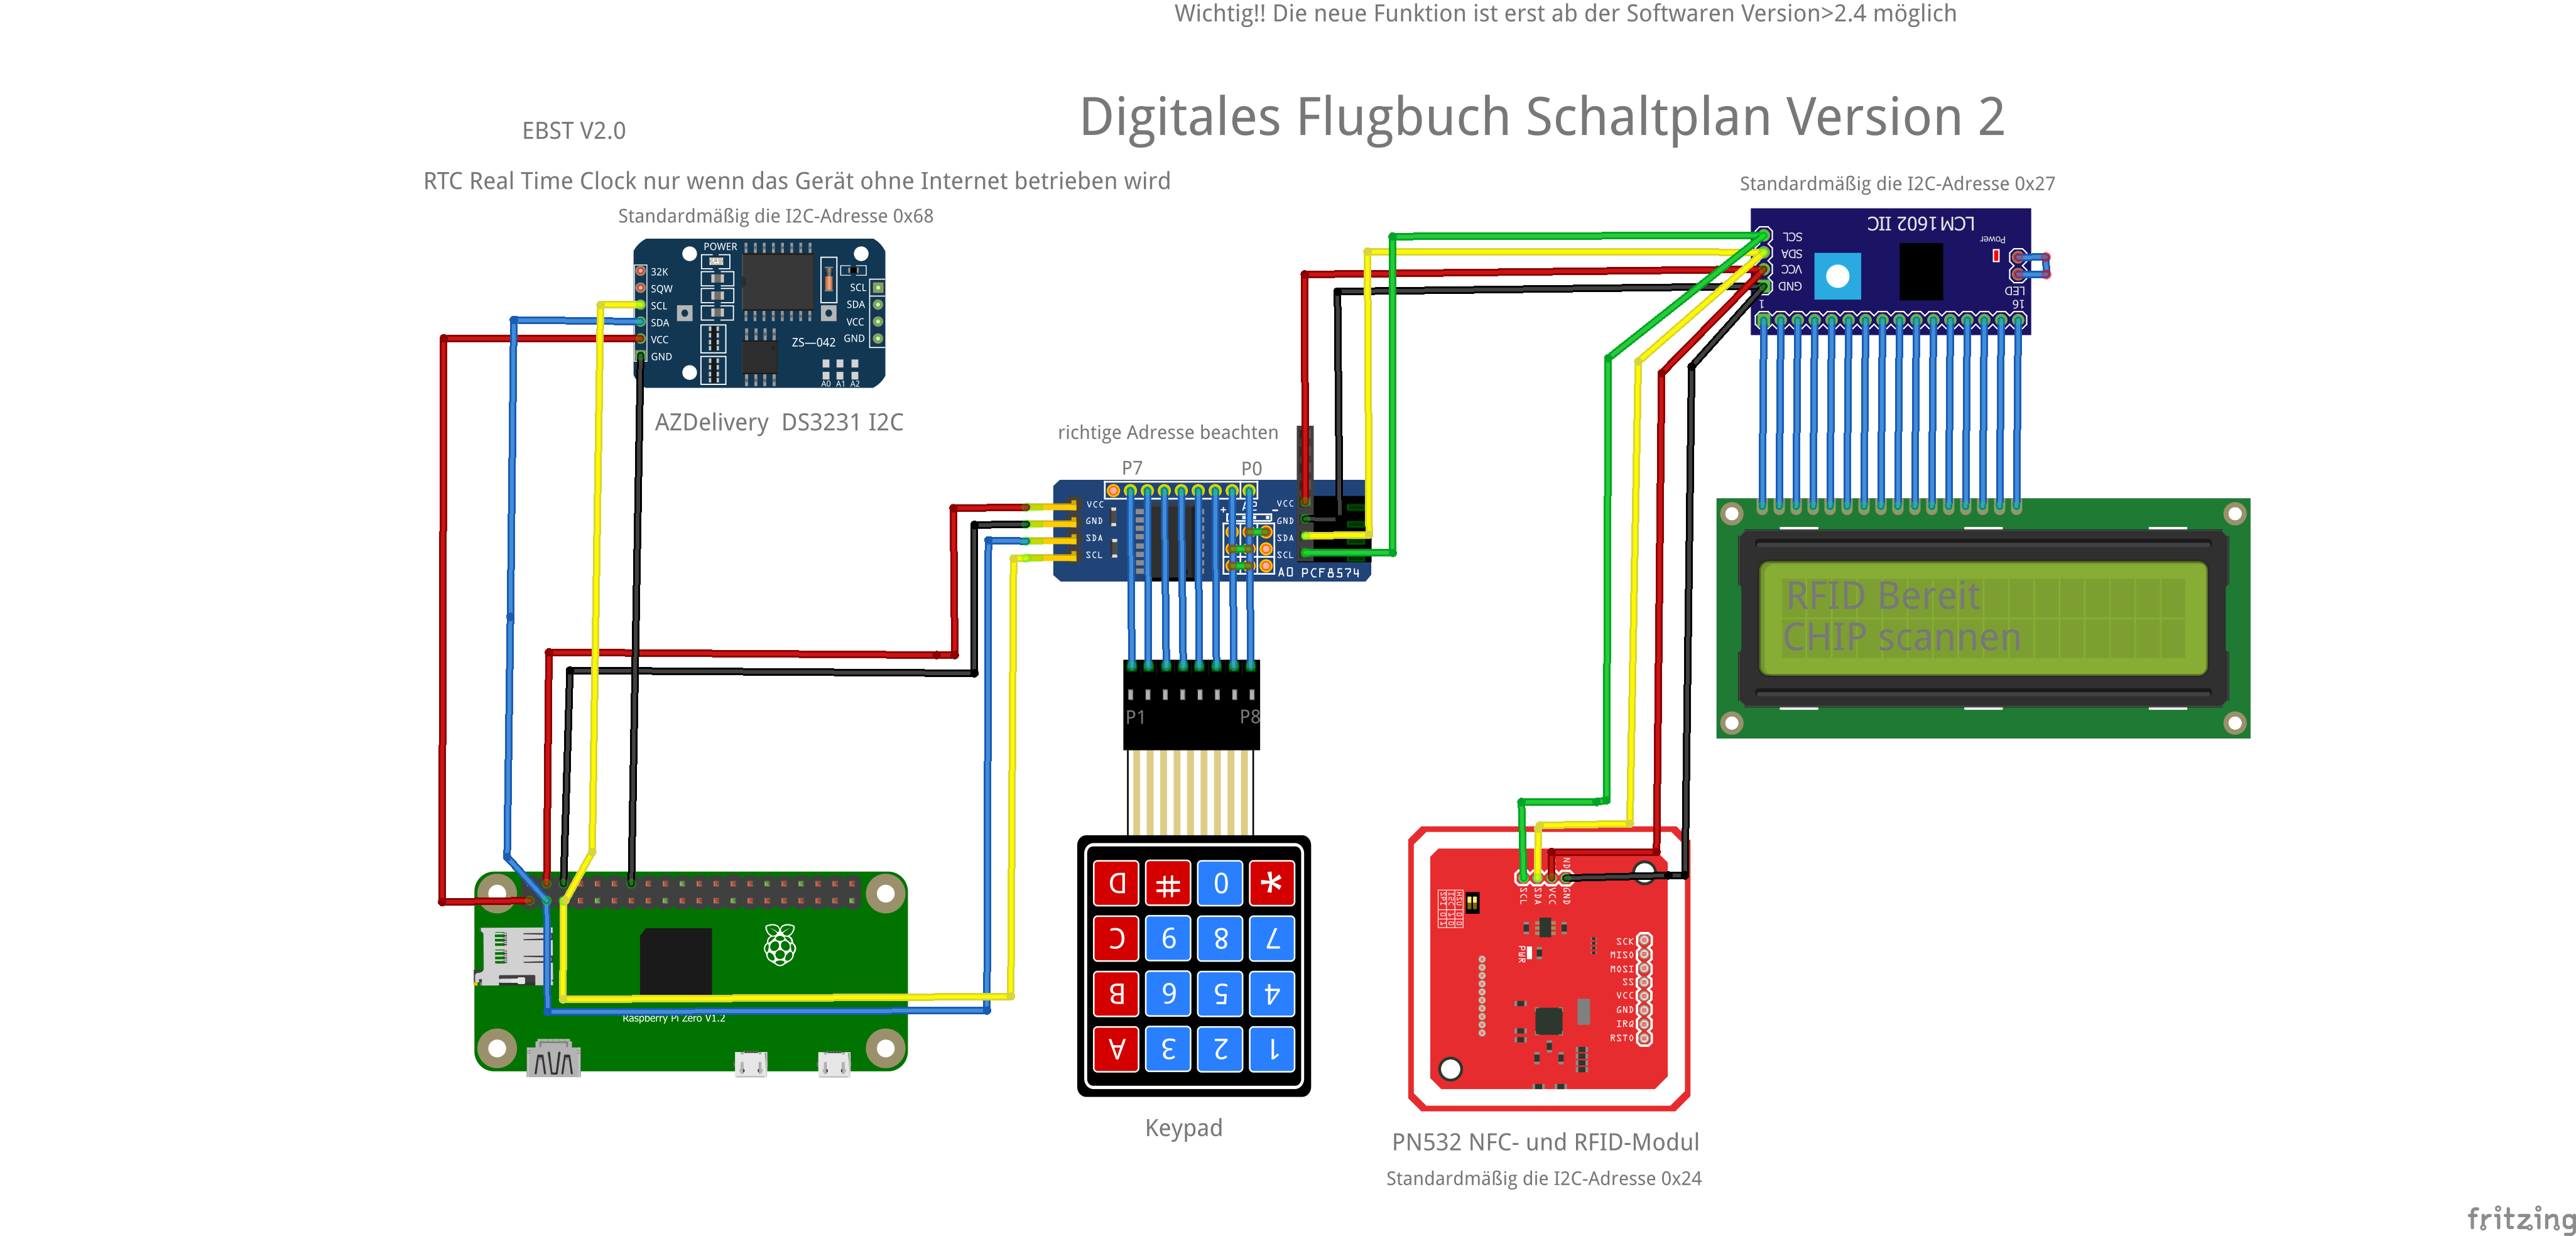 Wichtig!! Die neue Funktion ist erst ab der Softwaren Version>2.4 möglich
Digitales Flugbuch Schaltplan Version 2
EBST V2.0
RTC Real Time Clock nur wenn das Gerät ohne Internet betrieben wird
Standardmäßig die I2C-Adresse 0x68
POWER
32K
SQW
SCL
SDA
VCC
GND
SCL
SDA
VCC
GND
ZS—042
A0 A1 A2
AZDelivery DS3231 I2C
Standardmäßig die I2C-Adresse 0x27
LCM1602 IIC
Power
SCL
SDA
VCC
GND
LED
1
16
richtige Adresse beachten
P7
P0
VCC
GND
SDA
SCL
VCC
GND
SDA
SCL
A0 PCF8574
P1
P8
RFID Bereit
CHIP scannen
D # 0 *
C 9 8 7
B 6 5 4
A 3 2 1
Keypad
Raspberry Pi Zero V1.2
SCL
SDA
VCC
GND
PWR
SCK
MISO
MOSI
SS
VCC
GND
IRQ
RSTO
PN532 NFC- und RFID-Modul
Standardmäßig die I2C-Adresse 0x24
fritzing